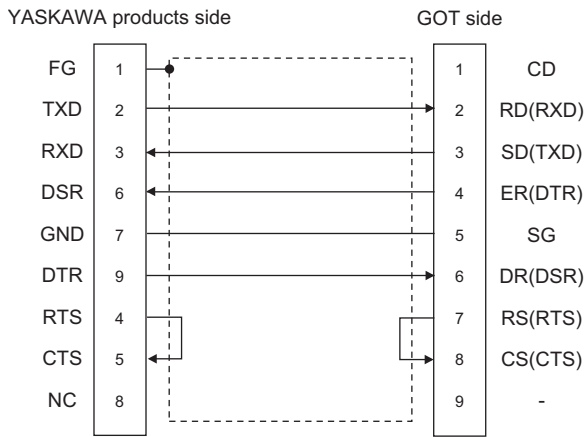 YASKAWA products side GOT side
FG 1 1 CD
TXD 2 2 RD(RXD)
RXD 3 3 SD(TXD)
DSR 6 4 ER(DTR)
GND 7 5 SG
DTR 9 6 DR(DSR)
RTS 4 7 RS(RTS)
CTS 5 8 CS(CTS)
NC 8 9 -